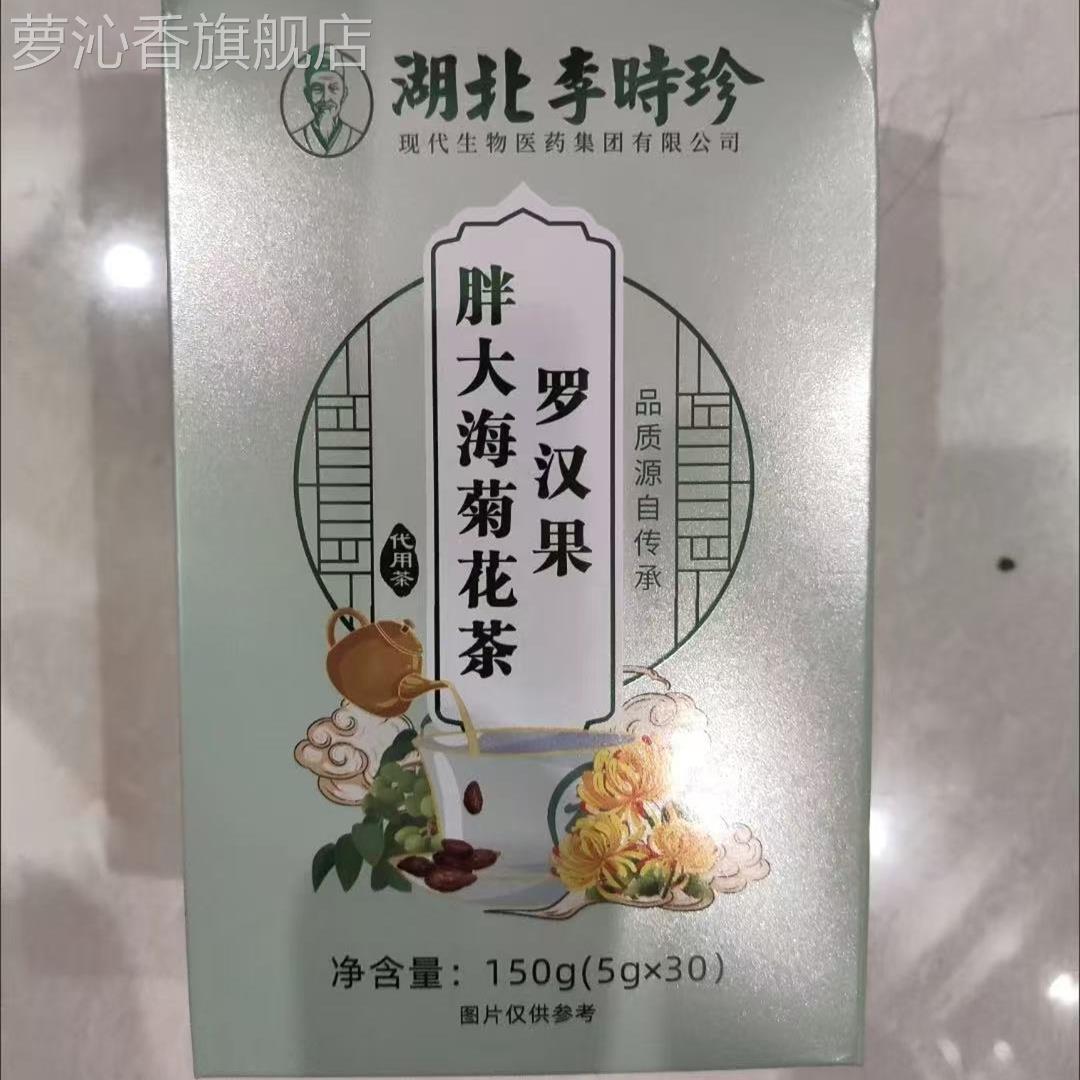 萝沁香旗舰店
湖北李時珍
现代生物医药集团有限公司
罗汉果
胖大海菊花茶
品质源自传承
代用茶
净含量：150g(5g×30）
图片仅供参考